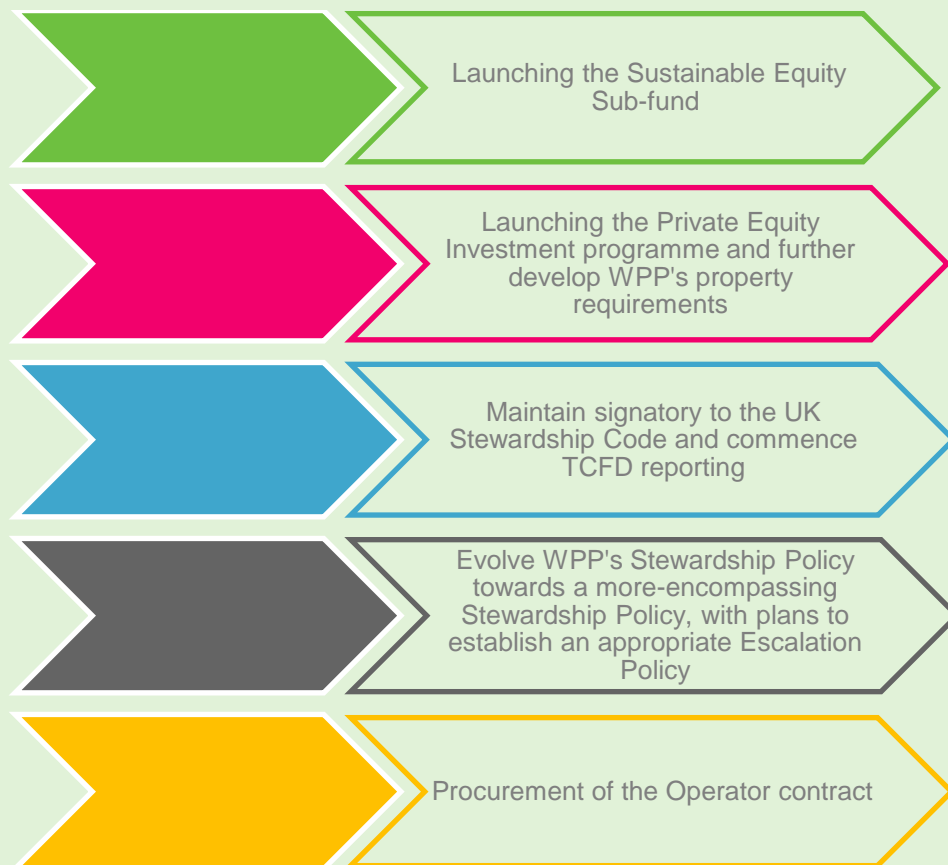 Launching the Sustainable Equity
Sub-fund
Launching the Private Equity
Investment programme and further
develop WPP's property
requirements
Maintain signatory to the UK
Stewardship Code and commence
TCFD reporting
Evolve WPP's Stewardship Policy
towards a more-encompassing
Stewardship Policy, with plans to
establish an appropriate Escalation
Policy
Procurement of the Operator contract